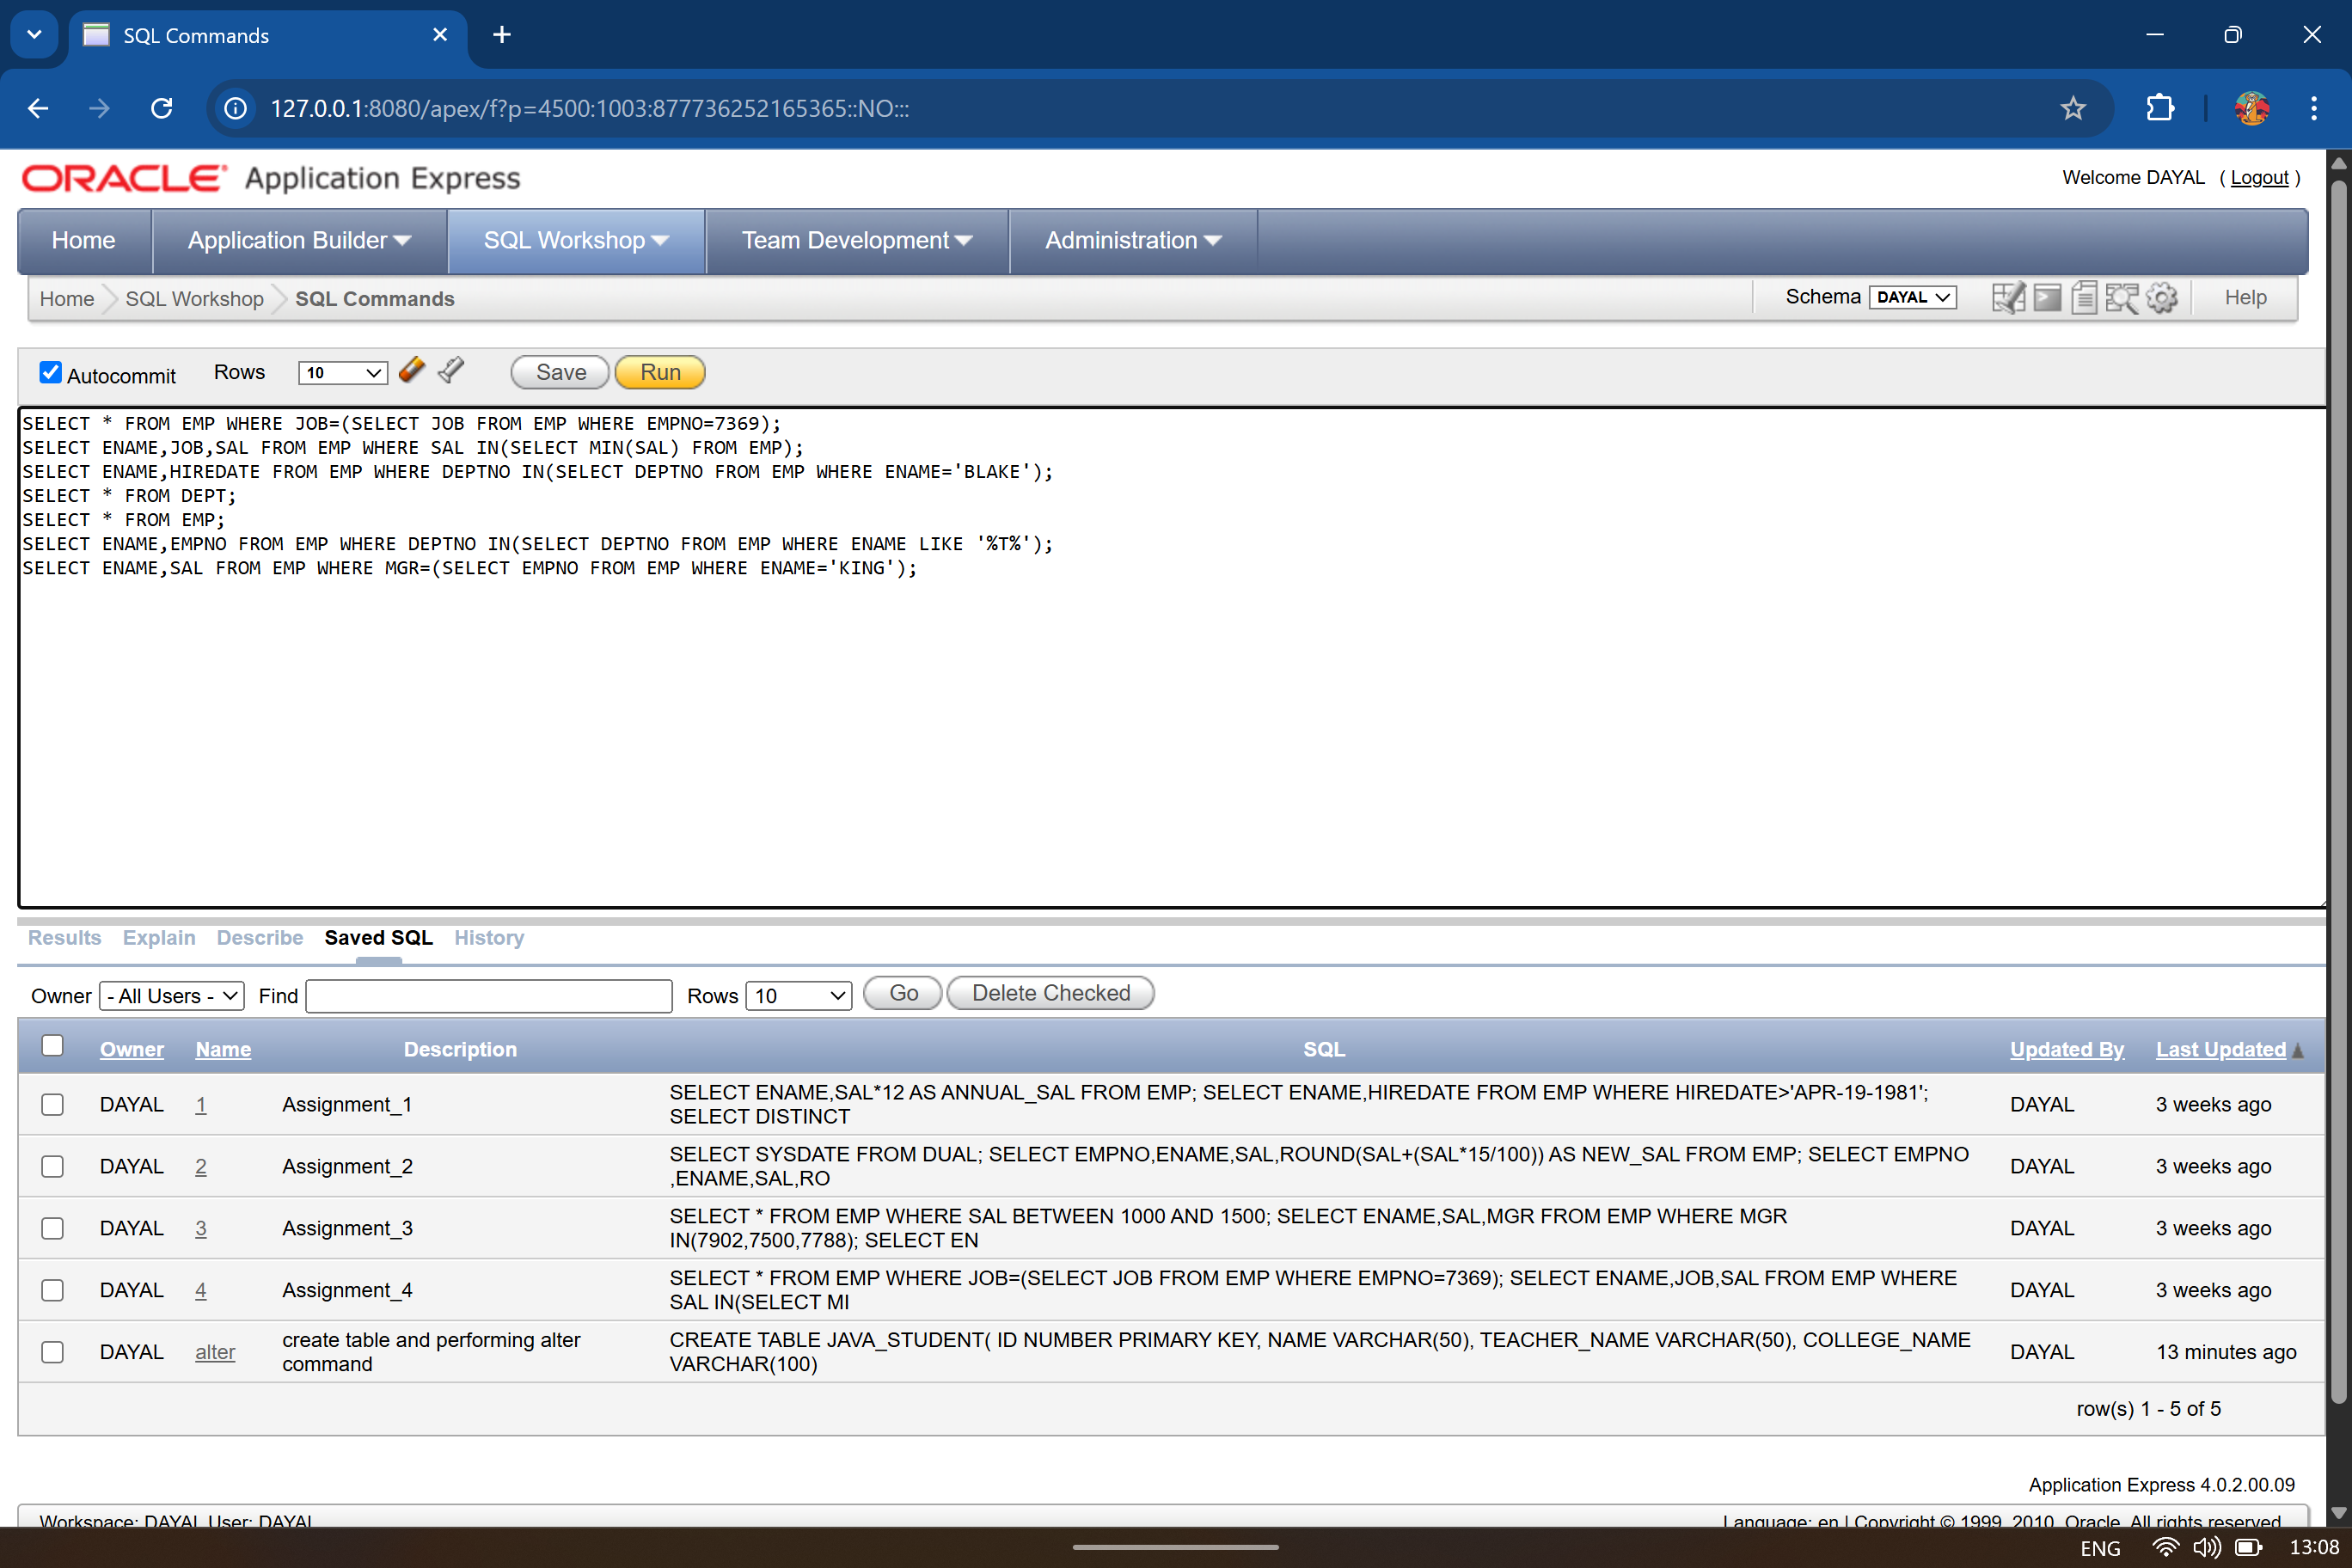 SQL Commands
127.0.0.1:8080/apex/f?p=4500:1003:877736252165365::NO:::
ORACLE Application Express
Welcome DAYAL ( Logout )
Home Application Builder SQL Workshop Team Development Administration
Home SQL Workshop SQL Commands Schema DAYAL Help
Autocommit Rows 10 Save Run
SELECT * FROM EMP WHERE JOB=(SELECT JOB FROM EMP WHERE EMPNO=7369);
SELECT ENAME,JOB,SAL FROM EMP WHERE SAL IN(SELECT MIN(SAL) FROM EMP);
SELECT ENAME,HIREDATE FROM EMP WHERE DEPTNO IN(SELECT DEPTNO FROM EMP WHERE ENAME='BLAKE');
SELECT * FROM DEPT;
SELECT * FROM EMP;
SELECT ENAME,EMPNO FROM EMP WHERE DEPTNO IN(SELECT DEPTNO FROM EMP WHERE ENAME LIKE '%T%');
SELECT ENAME,SAL FROM EMP WHERE MGR=(SELECT EMPNO FROM EMP WHERE ENAME='KING');
Results Explain Describe Saved SQL History
Owner - All Users - Find Rows 10 Go Delete Checked
Owner Name Description SQL Updated By Last Updated
DAYAL 1 Assignment_1 SELECT ENAME,SAL*12 AS ANNUAL_SAL FROM EMP; SELECT ENAME,HIREDATE FROM EMP WHERE HIREDATE>'APR-19-1981'; DAYAL 3 weeks ago
SELECT DISTINCT
DAYAL 2 Assignment_2 SELECT SYSDATE FROM DUAL; SELECT EMPNO,ENAME,SAL,ROUND(SAL+(SAL*15/100)) AS NEW_SAL FROM EMP; SELECT EMPNO DAYAL 3 weeks ago
,ENAME,SAL,RO
DAYAL 3 Assignment_3 SELECT * FROM EMP WHERE SAL BETWEEN 1000 AND 1500; SELECT ENAME,SAL,MGR FROM EMP WHERE MGR DAYAL 3 weeks ago
IN(7902,7500,7788); SELECT EN
DAYAL 4 Assignment_4 SELECT * FROM EMP WHERE JOB=(SELECT JOB FROM EMP WHERE EMPNO=7369); SELECT ENAME,JOB,SAL FROM EMP WHERE DAYAL 3 weeks ago
SAL IN(SELECT MI
DAYAL alter create table and performing alter CREATE TABLE JAVA_STUDENT( ID NUMBER PRIMARY KEY, NAME VARCHAR(50), TEACHER_NAME VARCHAR(50), COLLEGE_NAME DAYAL 13 minutes ago
command VARCHAR(100)
row(s) 1 - 5 of 5
Application Express 4.0.2.00.09
Workspace: DAYAL User: DAYAL Language: en | Copyright © 1999, 2010, Oracle. All rights reserved.
ENG 13:08